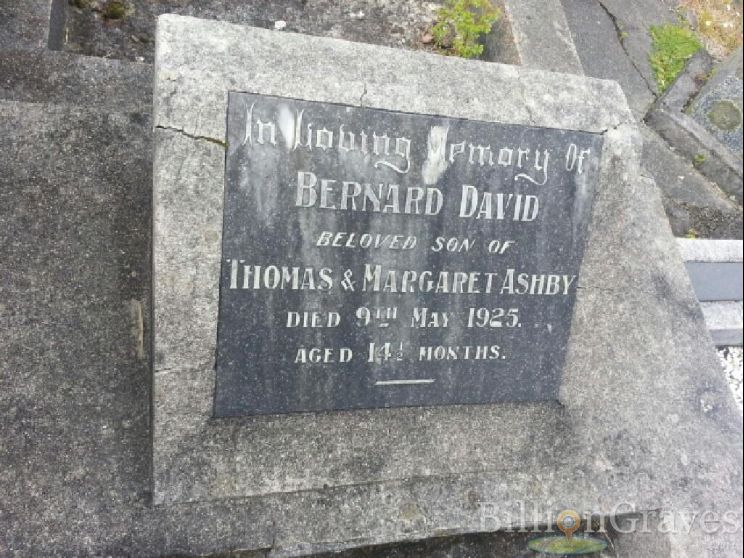 In Loving Memory Of
BERNARD DAVID
BELOVED SON OF
THOMAS & MARGARET ASHBY
DIED 9TH MAY 1925.
AGED 14½ MONTHS.
BillionGraves